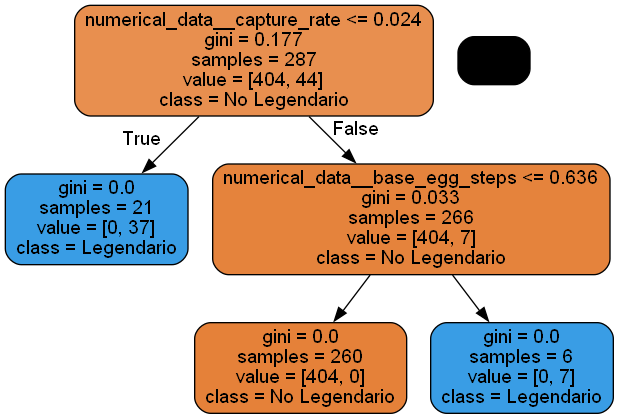 numerical_data__capture_rate <= 0.024
gini = 0.177
samples = 287
value = [404, 44]
class = No Legendario
True
False
gini = 0.0
samples = 21
value = [0, 37]
class = Legendario
numerical_data__base_egg_steps <= 0.636
gini = 0.033
samples = 266
value = [404, 7]
class = No Legendario
gini = 0.0
samples = 260
value = [404, 0]
class = No Legendario
gini = 0.0
samples = 6
value = [0, 7]
class = Legendario